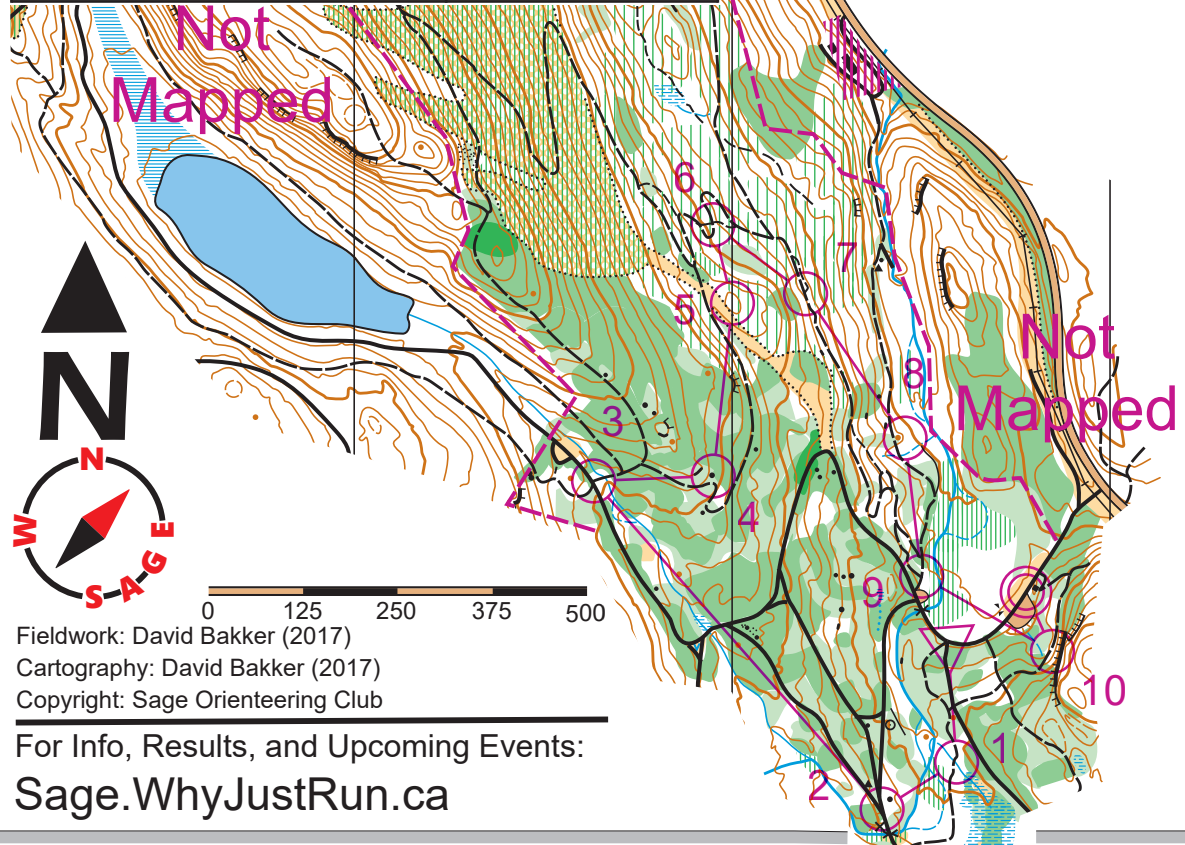 Not
Mapped
6
7
5
Not
Mapped
8
3
4
N
N
W
E
S A G E
0 125 250 375 500
9
10
1
2
Fieldwork: David Bakker (2017)
Cartography: David Bakker (2017)
Copyright: Sage Orienteering Club
For Info, Results, and Upcoming Events:
Sage.WhyJustRun.ca